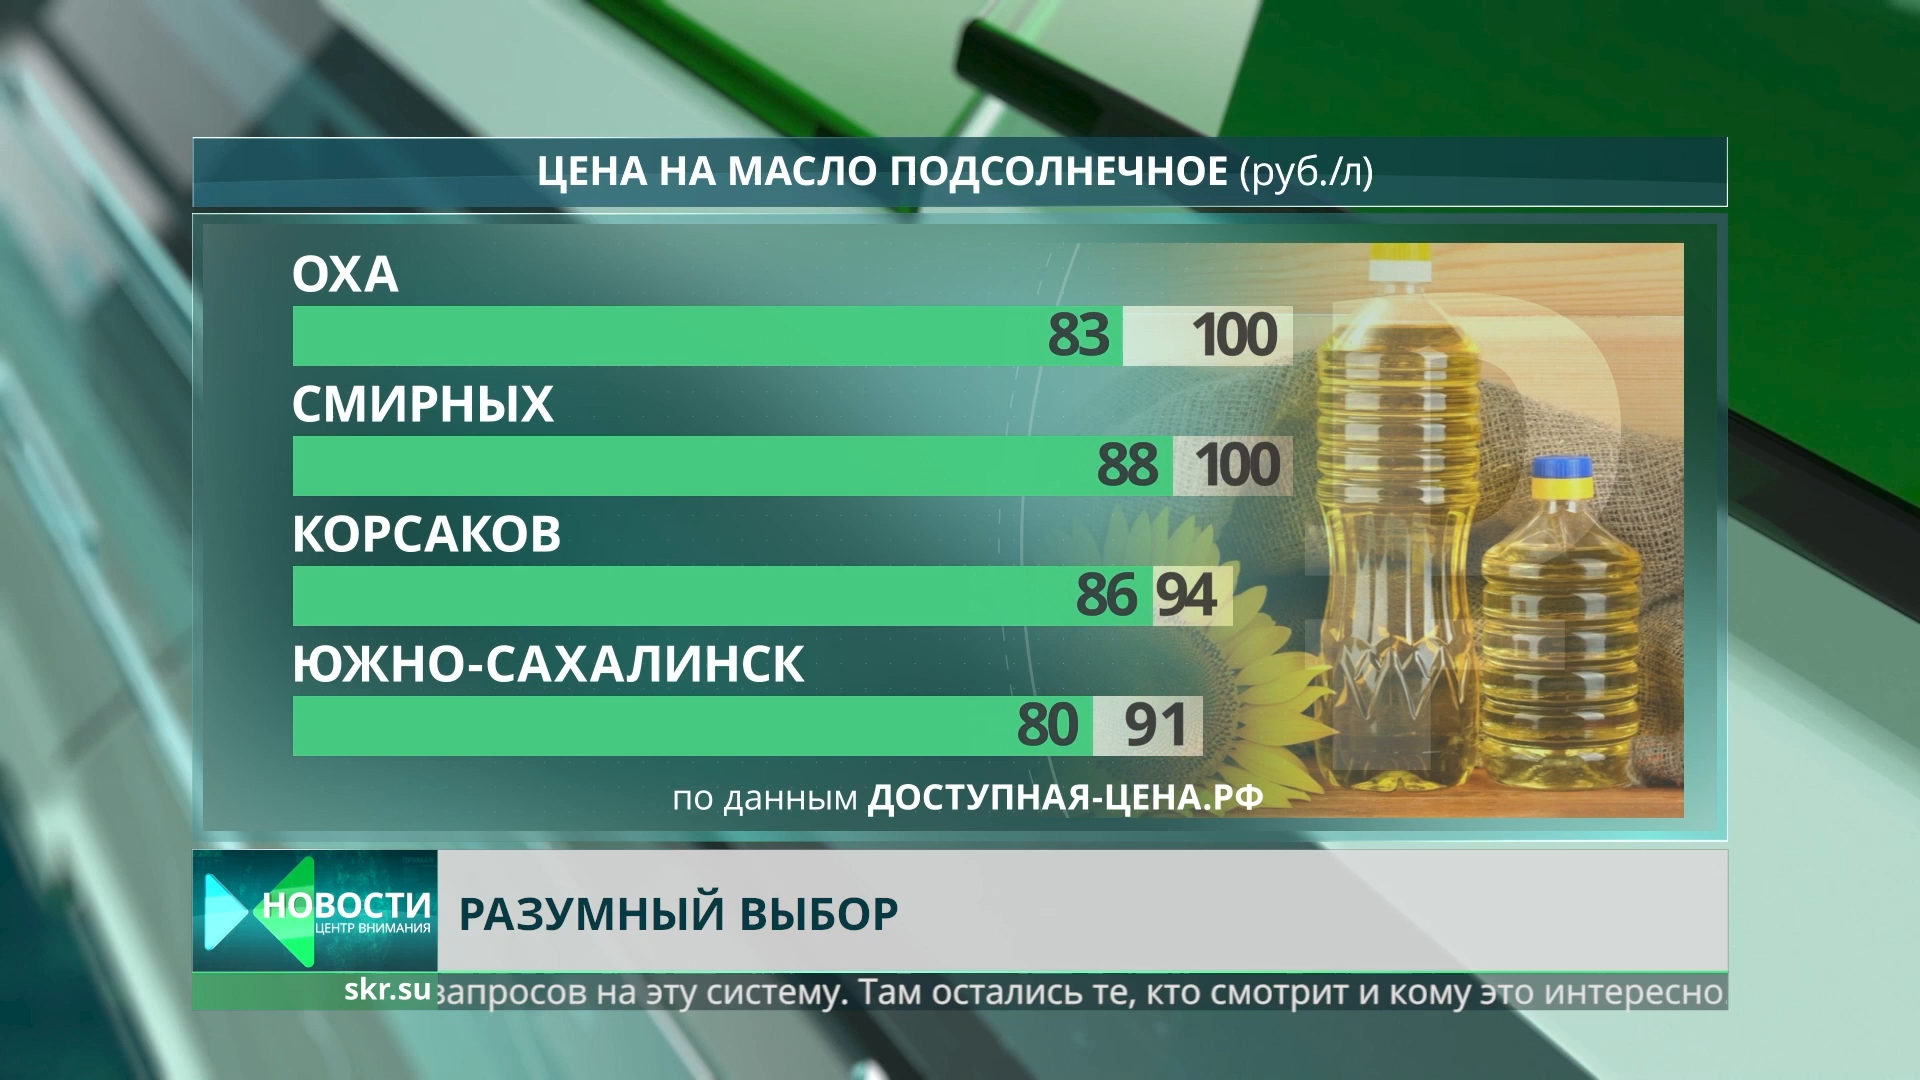 ЦЕНА НА МАСЛО ПОДСОЛНЕЧНОЕ (руб./л)
ОХА
83 100
СМИРНЫХ
88 100
КОРСАКОВ
86 94
ЮЖНО-САХАЛИНСК
80 91
по данным ДОСТУПНАЯ-ЦЕНА.РФ
НОВОСТИ
ЦЕНТР ВНИМАНИЯ
РАЗУМНЫЙ ВЫБОР
skr.su
запросов на эту систему. Там остались те, кто смотрит и кому это интересно.